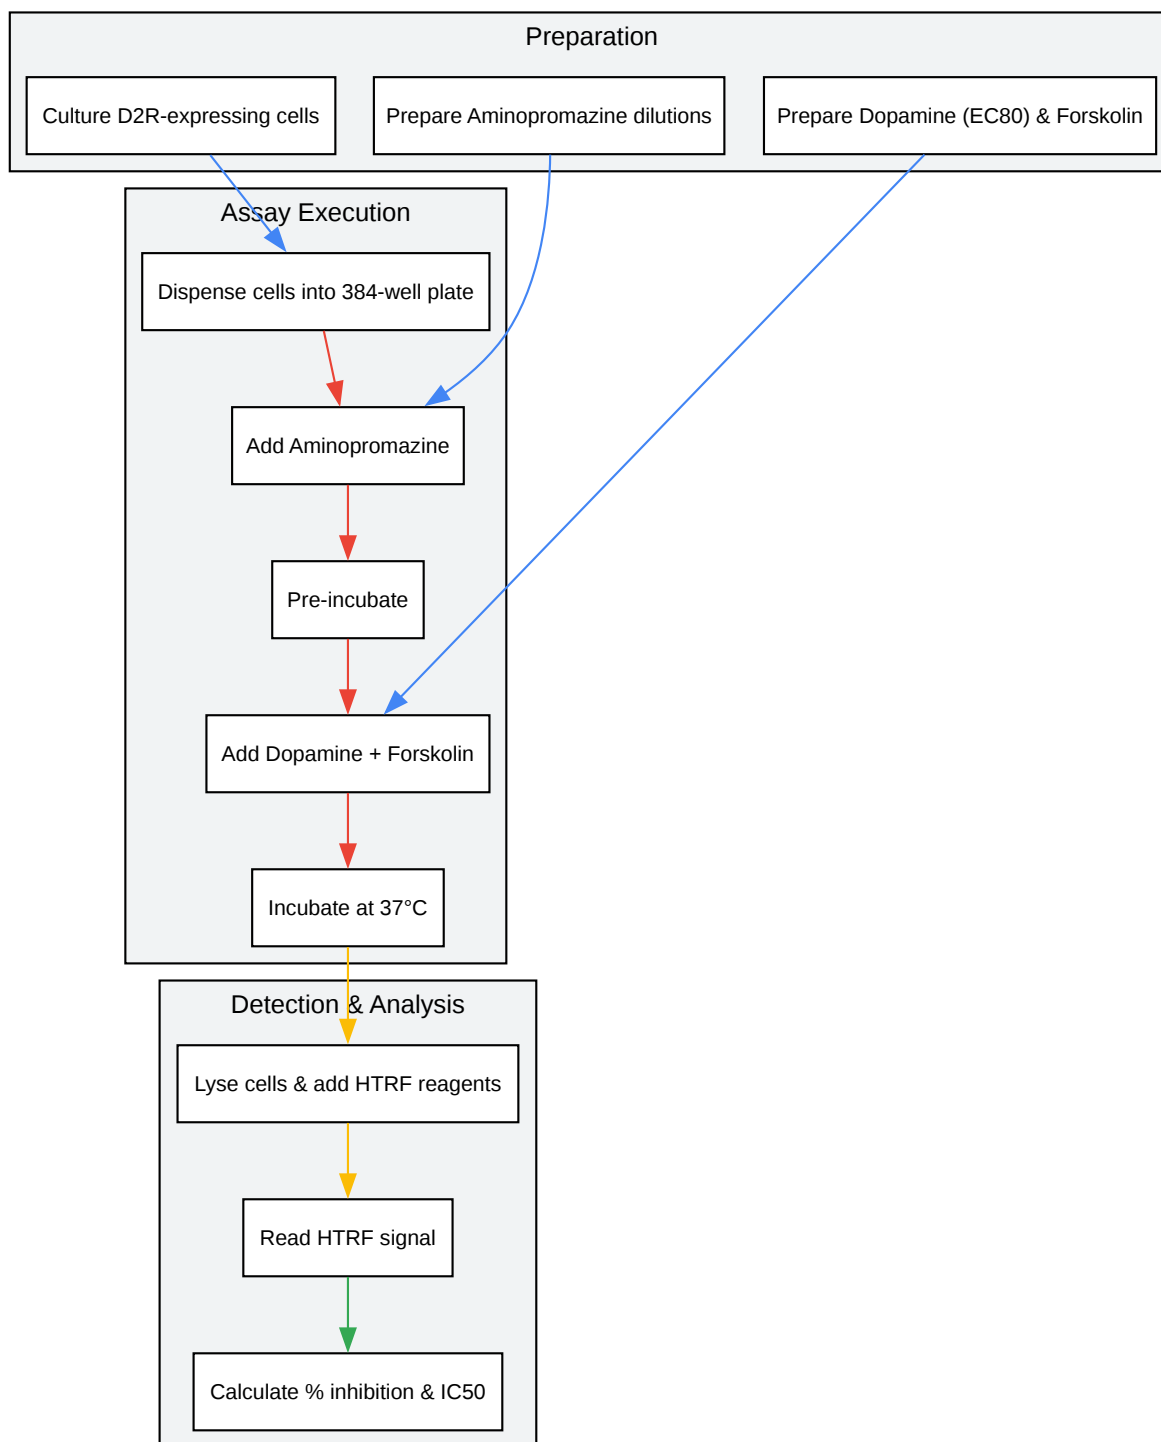 Preparation
Culture D2R-expressing cells
Prepare Aminopromazine dilutions
Prepare Dopamine (EC80) & Forskolin
Assay Execution
Dispense cells into 384-well plate
Add Aminopromazine
Pre-incubate
Add Dopamine + Forskolin
Incubate at 37°C
Detection & Analysis
Lyse cells & add HTRF reagents
Read HTRF signal
Calculate % inhibition & IC50